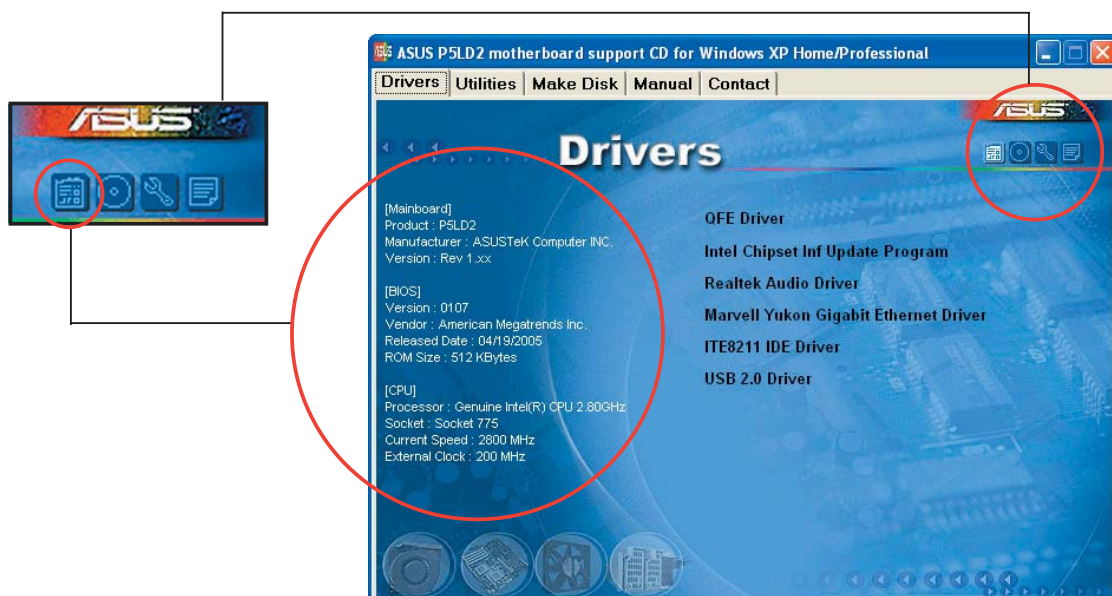 ASUS P5LD2 motherboard support CD for Windows XP Home/Professional
Drivers Utilities Make Disk Manual Contact
ASUS
ASUS
Drivers
[Mainboard]
Product : P5LD2
Manufacturer : ASUSTeK Computer INC.
Version : Rev 1.xx
[BIOS]
Version : 0107
Vendor : American Megatrends Inc.
Released Date : 04/19/2005
ROM Size : 512 KBytes
[CPU]
Processor : Genuine Intel(R) CPU 2.80GHz
Socket : Socket 775
Current Speed : 2800 MHz
External Clock : 200 MHz
QFE Driver
Intel Chipset Inf Update Program
Realtek Audio Driver
Marvell Yukon Gigabit Ethernet Driver
ITE8211 IDE Driver
USB 2.0 Driver